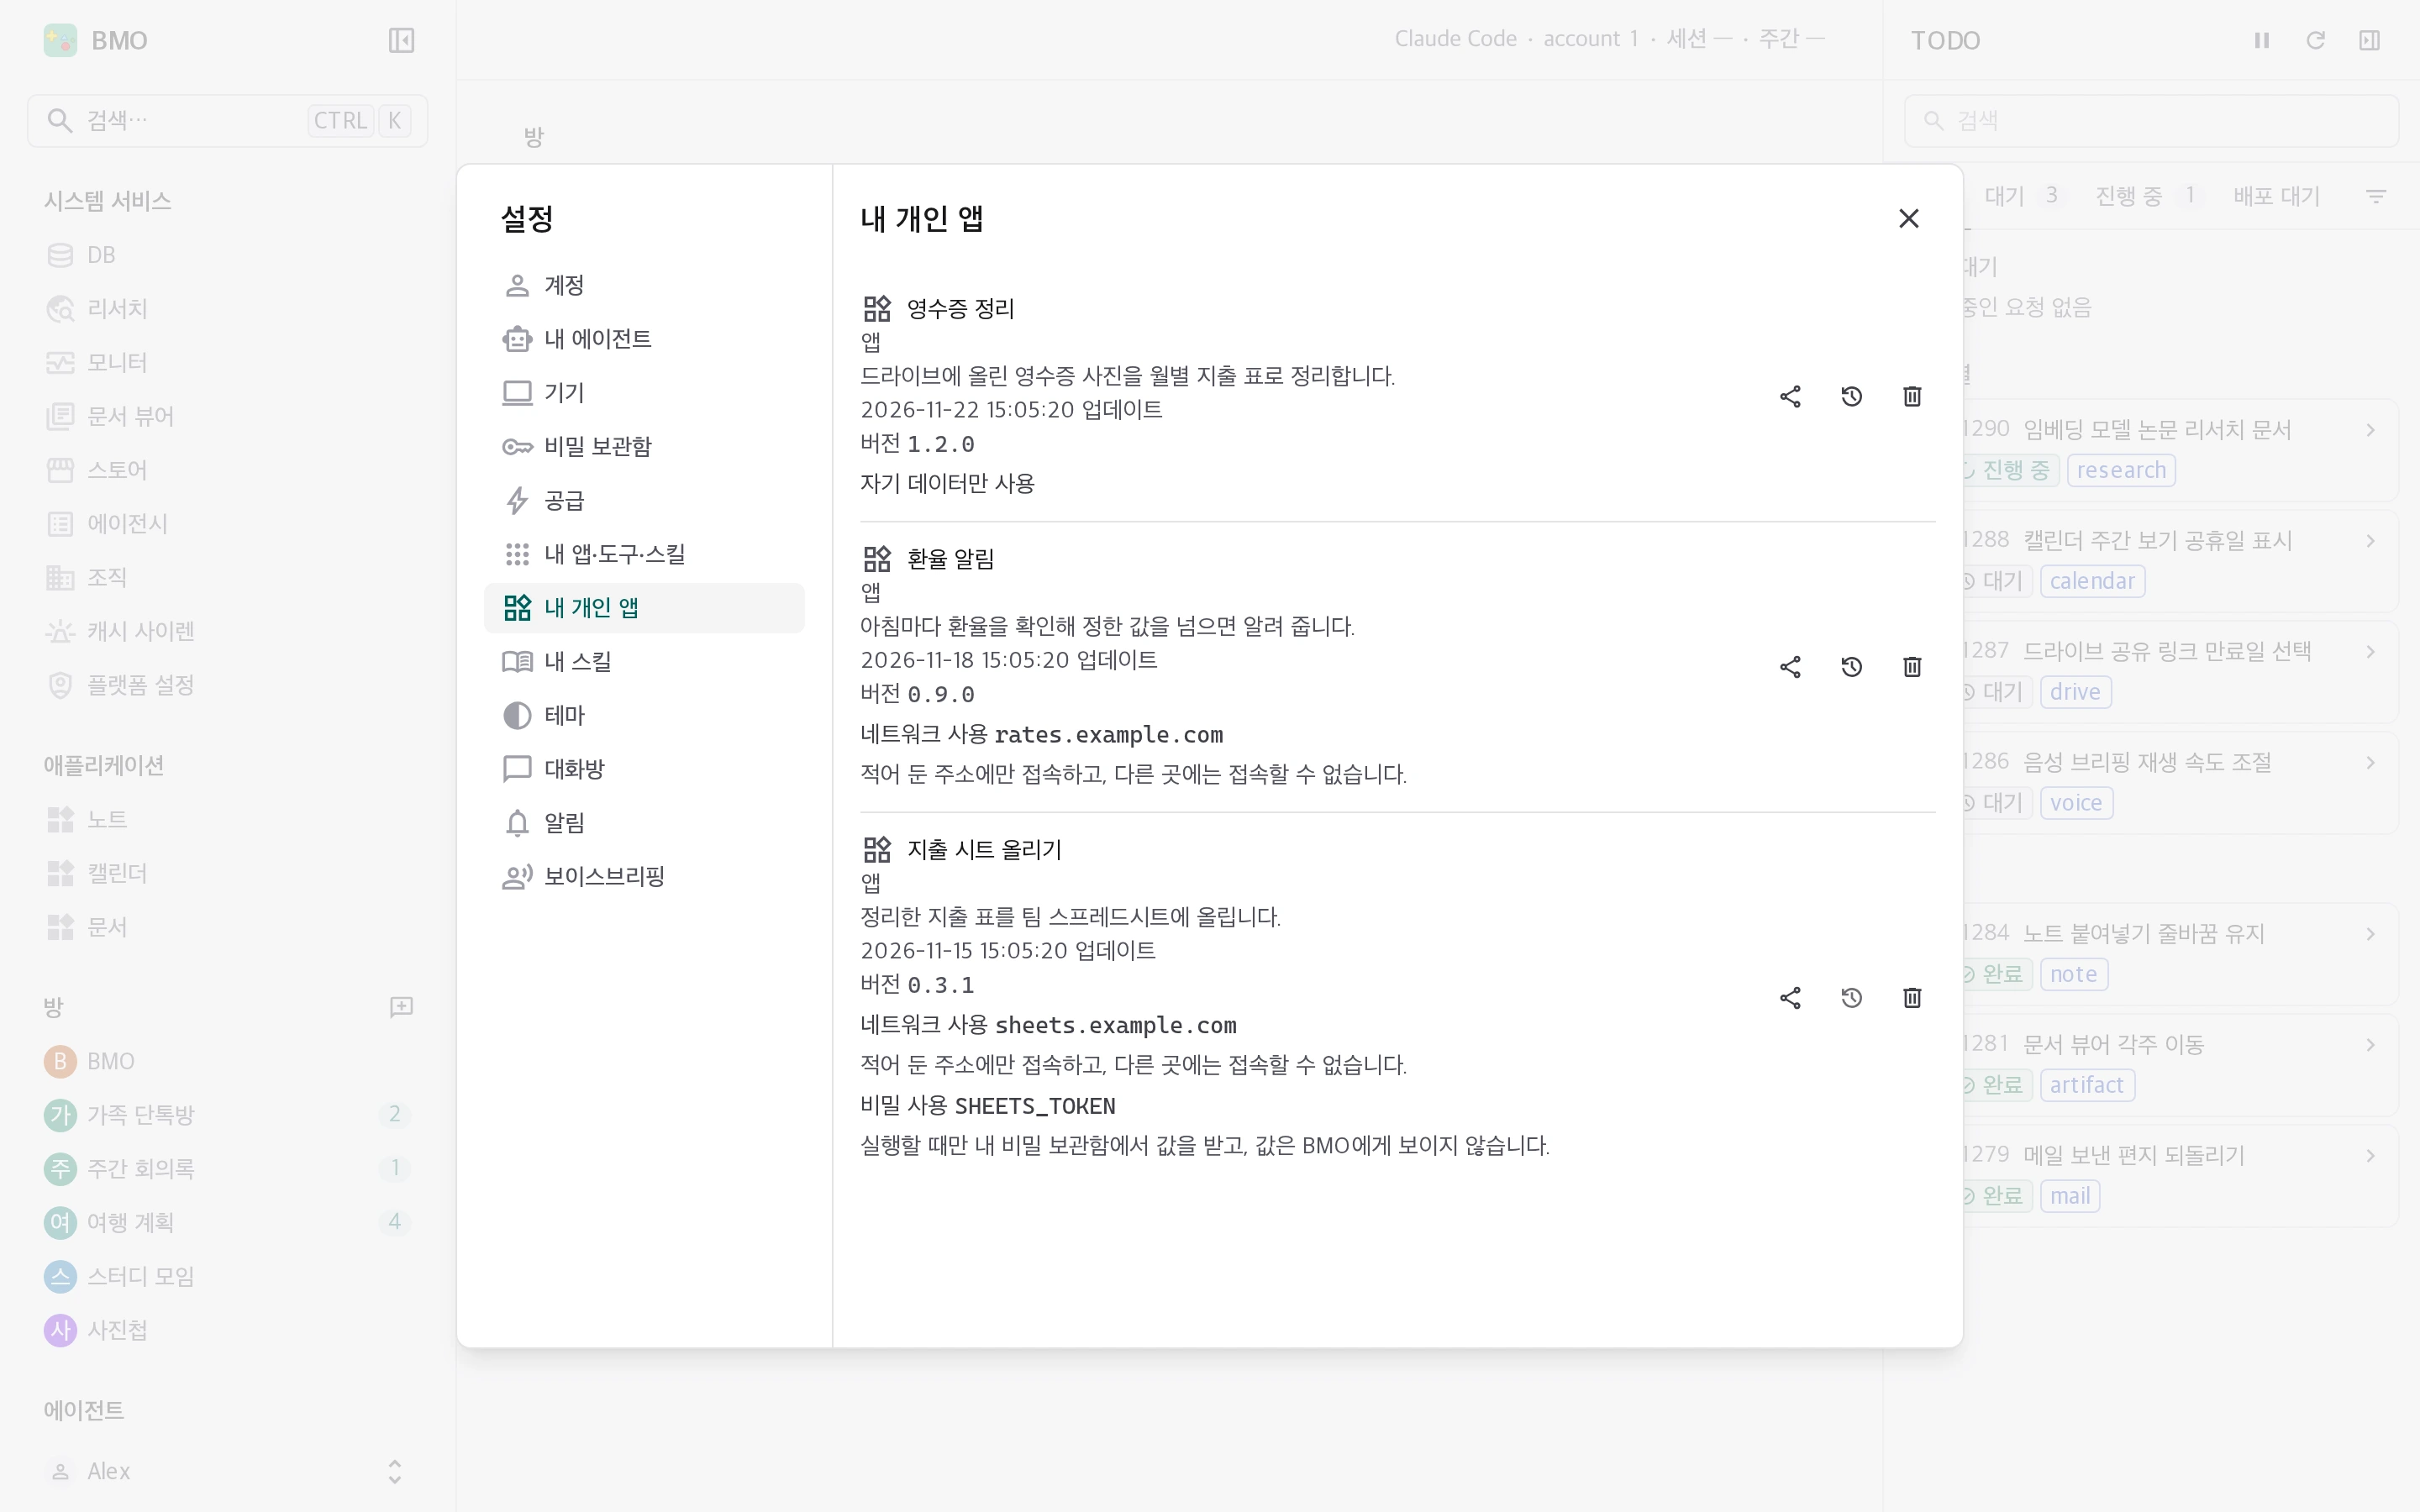 BMO
검색…
CTRL K
시스템 서비스
DB
리서치
모니터
문서 뷰어
스토어
에이전시
조직
캐시 사이렌
플랫폼 설정
애플리케이션
노트
캘린더
문서
방
B BMO
가 가족 단톡방 2
주 주간 회의록 1
여 여행 계획 4
스 스터디 모임
사 사진첩
에이전트
Alex
Claude Code · account 1 · 세션 — · 주간 —
방
설정
계정
내 에이전트
기기
비밀 보관함
공급
내 앱·도구·스킬
내 개인 앱
내 스킬
테마
대화방
알림
보이스브리핑
내 개인 앱
영수증 정리
앱
드라이브에 올린 영수증 사진을 월별 지출 표로 정리합니다.
2026-11-22 15:05:20 업데이트
버전 1.2.0
자기 데이터만 사용
환율 알림
앱
아침마다 환율을 확인해 정한 값을 넘으면 알려 줍니다.
2026-11-18 15:05:20 업데이트
버전 0.9.0
네트워크 사용 rates.example.com
적어 둔 주소에만 접속하고, 다른 곳에는 접속할 수 없습니다.
지출 시트 올리기
앱
정리한 지출 표를 팀 스프레드시트에 올립니다.
2026-11-15 15:05:20 업데이트
버전 0.3.1
네트워크 사용 sheets.example.com
적어 둔 주소에만 접속하고, 다른 곳에는 접속할 수 없습니다.
비밀 사용 SHEETS_TOKEN
실행할 때만 내 비밀 보관함에서 값을 받고, 값은 BMO에게 보이지 않습니다.
TODO
검색
대기 3 진행 중 1 배포 대기
대기
중인 요청 없음
1290 임베딩 모델 논문 리서치 문서
진행 중 research
1288 캘린더 주간 보기 공휴일 표시
대기 calendar
1287 드라이브 공유 링크 만료일 선택
대기 drive
1286 음성 브리핑 재생 속도 조절
대기 voice
1284 노트 붙여넣기 줄바꿈 유지
완료 note
1281 문서 뷰어 각주 이동
완료 artifact
1279 메일 보낸 편지 되돌리기
완료 mail